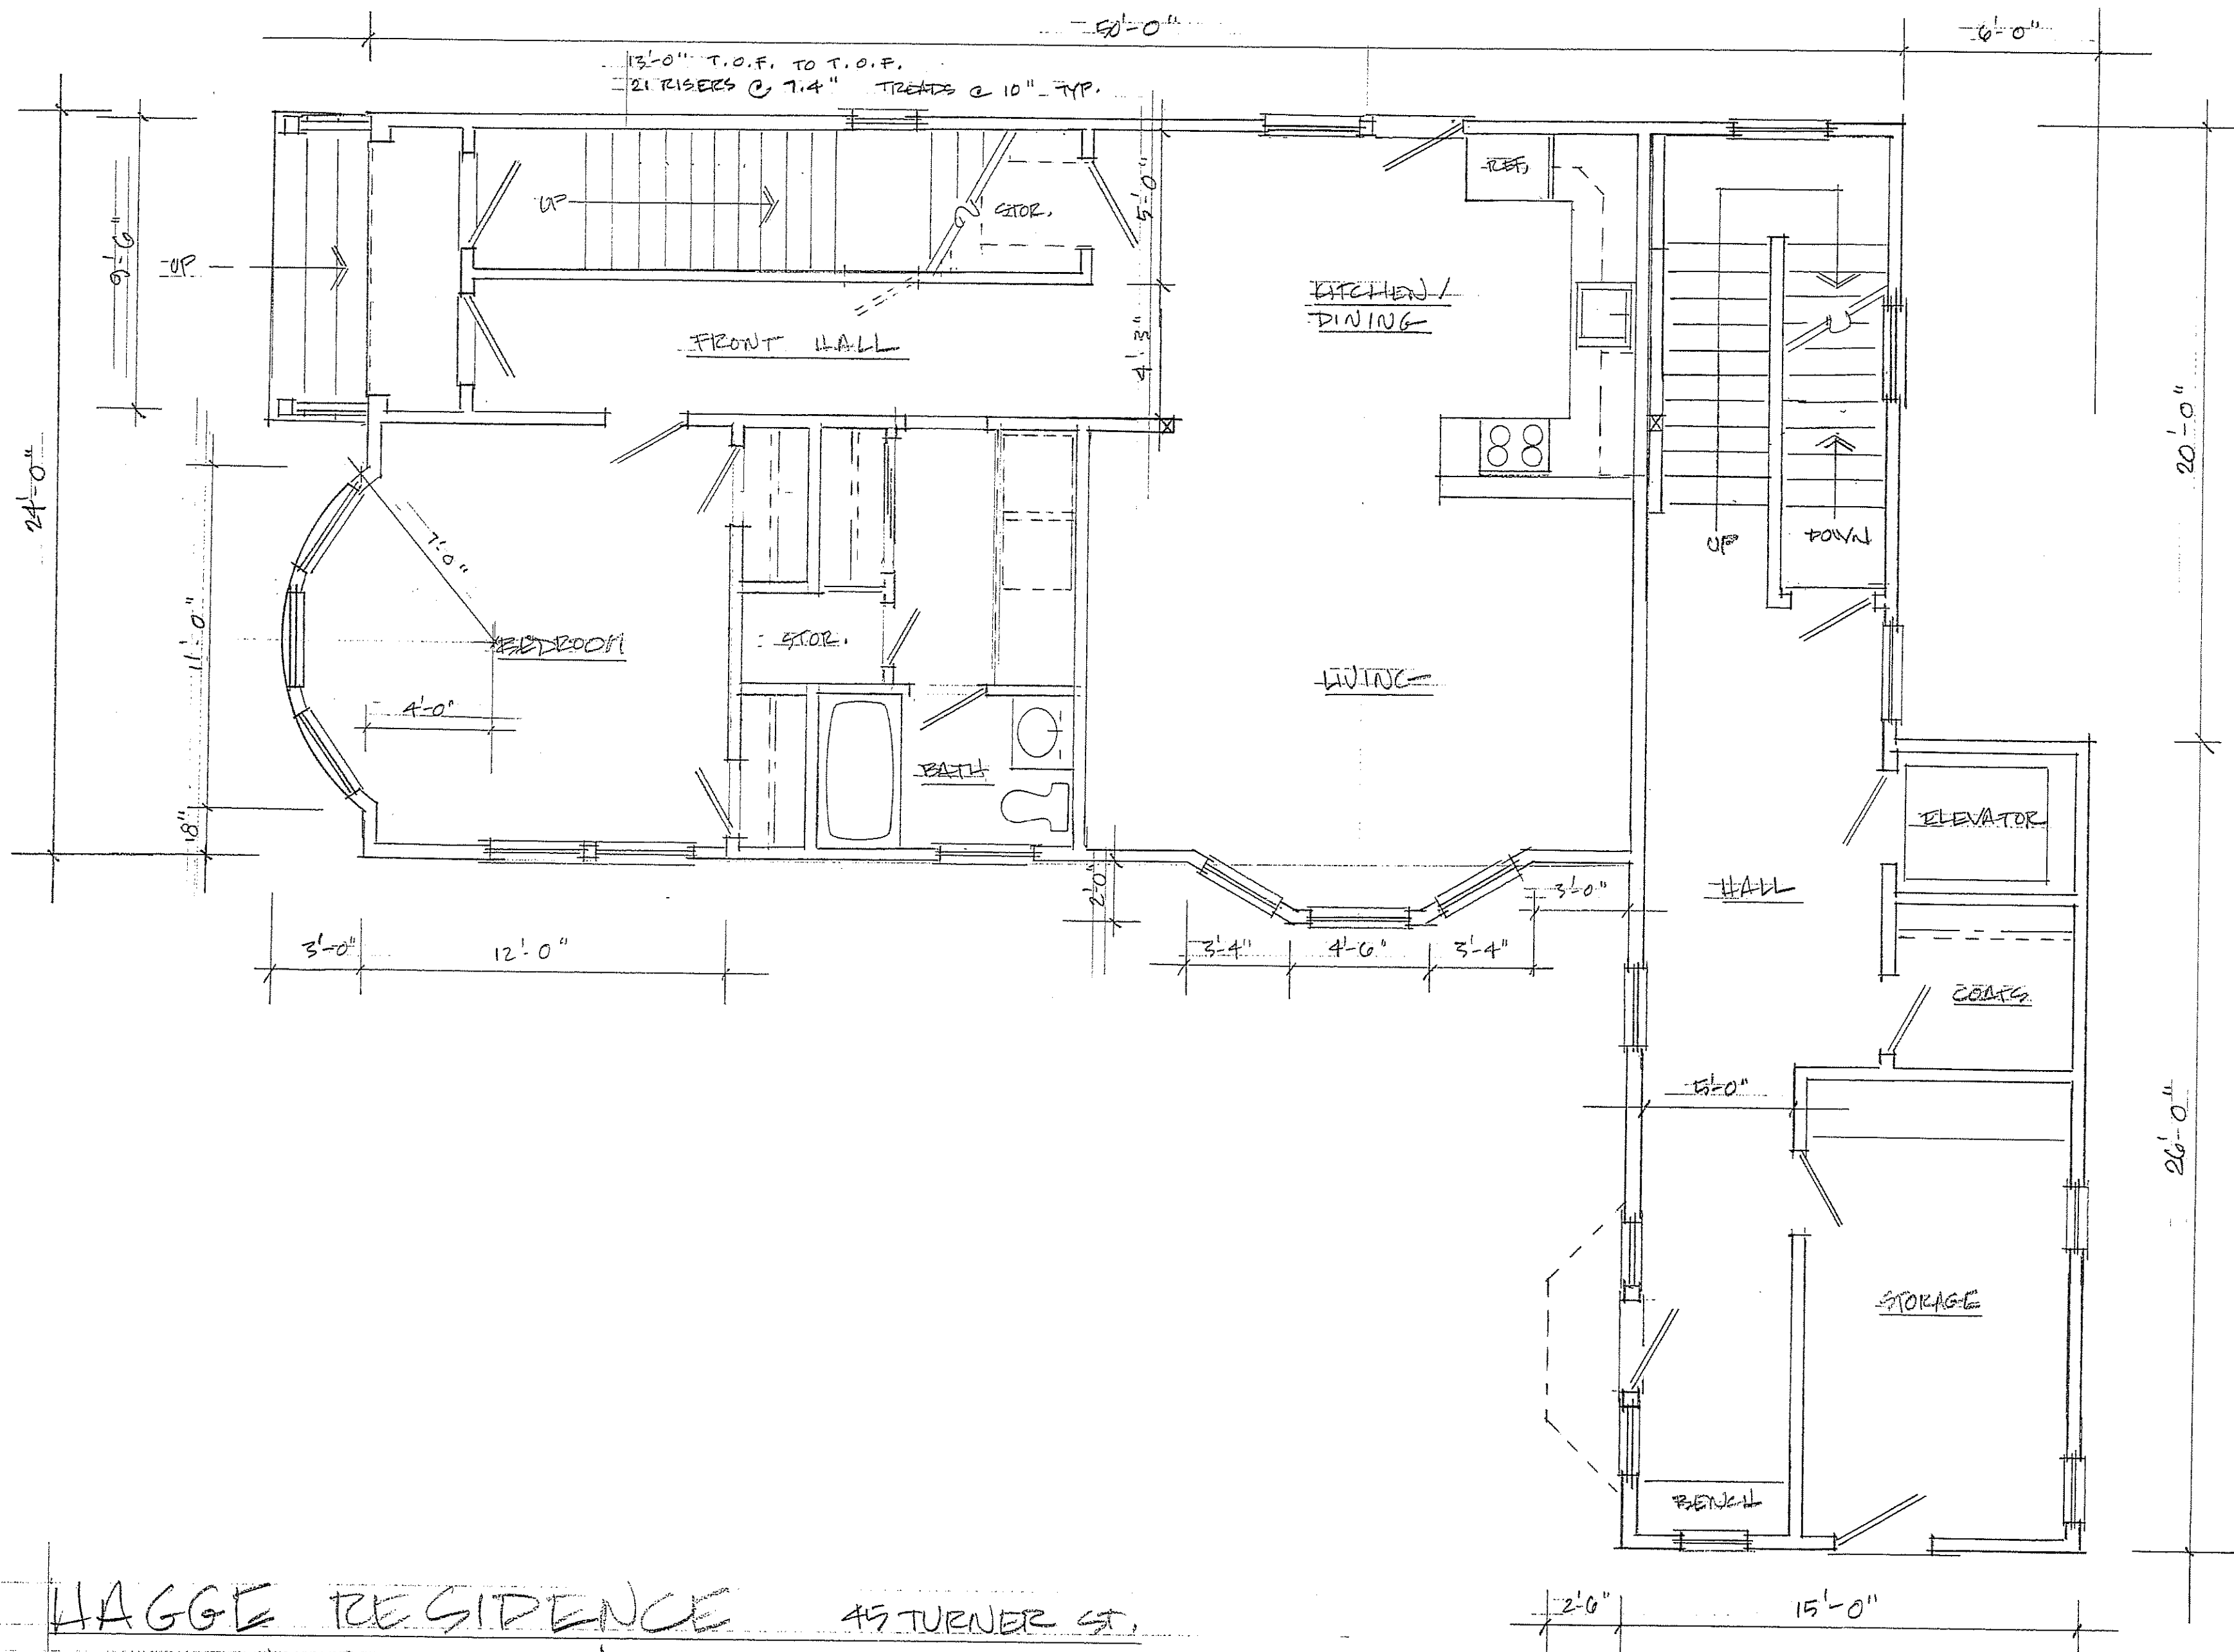 50'-0"
6'-0"
13'-0" T.O.F. TO T.O.F.
21 RISERS @ 7.4" TREADS @ 10" TYP.
REF.
UP
STOR.
5'-0"
9'-6"
UP
KITCHEN /
DINING
FRONT HALL
4'-3"
24'-0"
20'-0"
7'-0"
UP
DOWN
11'-0"
BEDROOM
STOR.
LIVING
4'-0"
BATH
ELEVATOR
18"
2'-0"
3'-0"
HALL
3'-0"
12'-0"
3'-4"
4'-6"
3'-4"
COATS
5'-0"
26'-0"
STORAGE
BENCH
HAGGE RESIDENCE 45 TURNER ST.
2'-6"
15'-0"